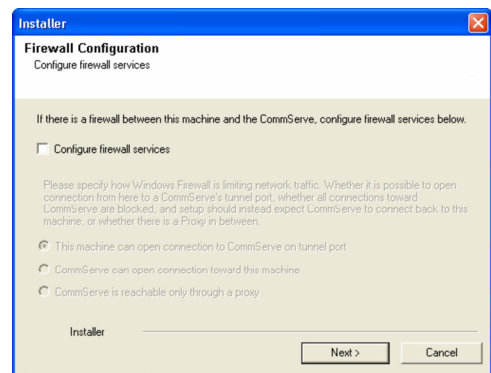 Installer
Firewall Configuration
Configure firewall services
If there is a firewall between this machine and the CommServe, configure firewall services below.
Configure firewall services
Please specify how Windows Firewall is limiting network traffic. Whether it is possible to open
connection from here to a CommServe's tunnel port, whether all connections toward
CommServe are blocked, and setup should instead expect CommServe to connect back to this
machine, or whether there is a Proxy in between.
This machine can open connection to CommServe on tunnel port
CommServe can open connection toward this machine
CommServe is reachable only through a proxy
Installer
Next >
Cancel